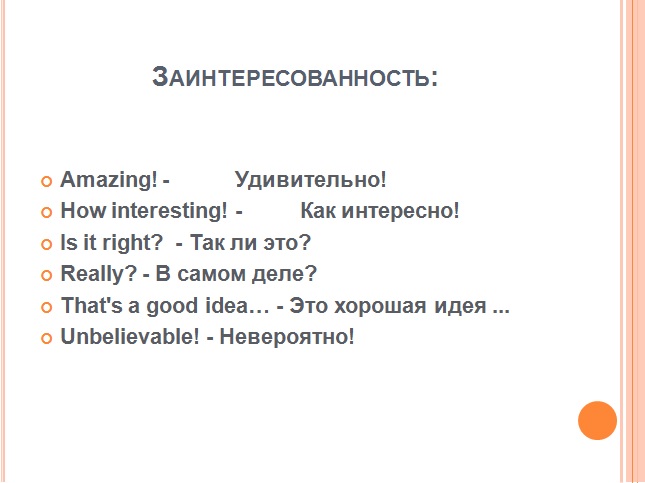 Заинтересованность:
Amazing! - Удивительно!
How interesting! - Как интересно!
Is it right? - Так ли это?
Really? - В самом деле?
That's a good idea… - Это хорошая идея ...
Unbelievable! - Невероятно!